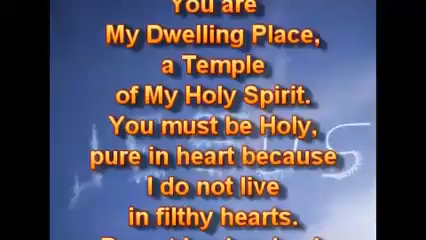 You are
My Dwelling Place,
a Temple
of My Holy Spirit.
You must be Holy,
pure in heart because
I do not live
in filthy hearts.